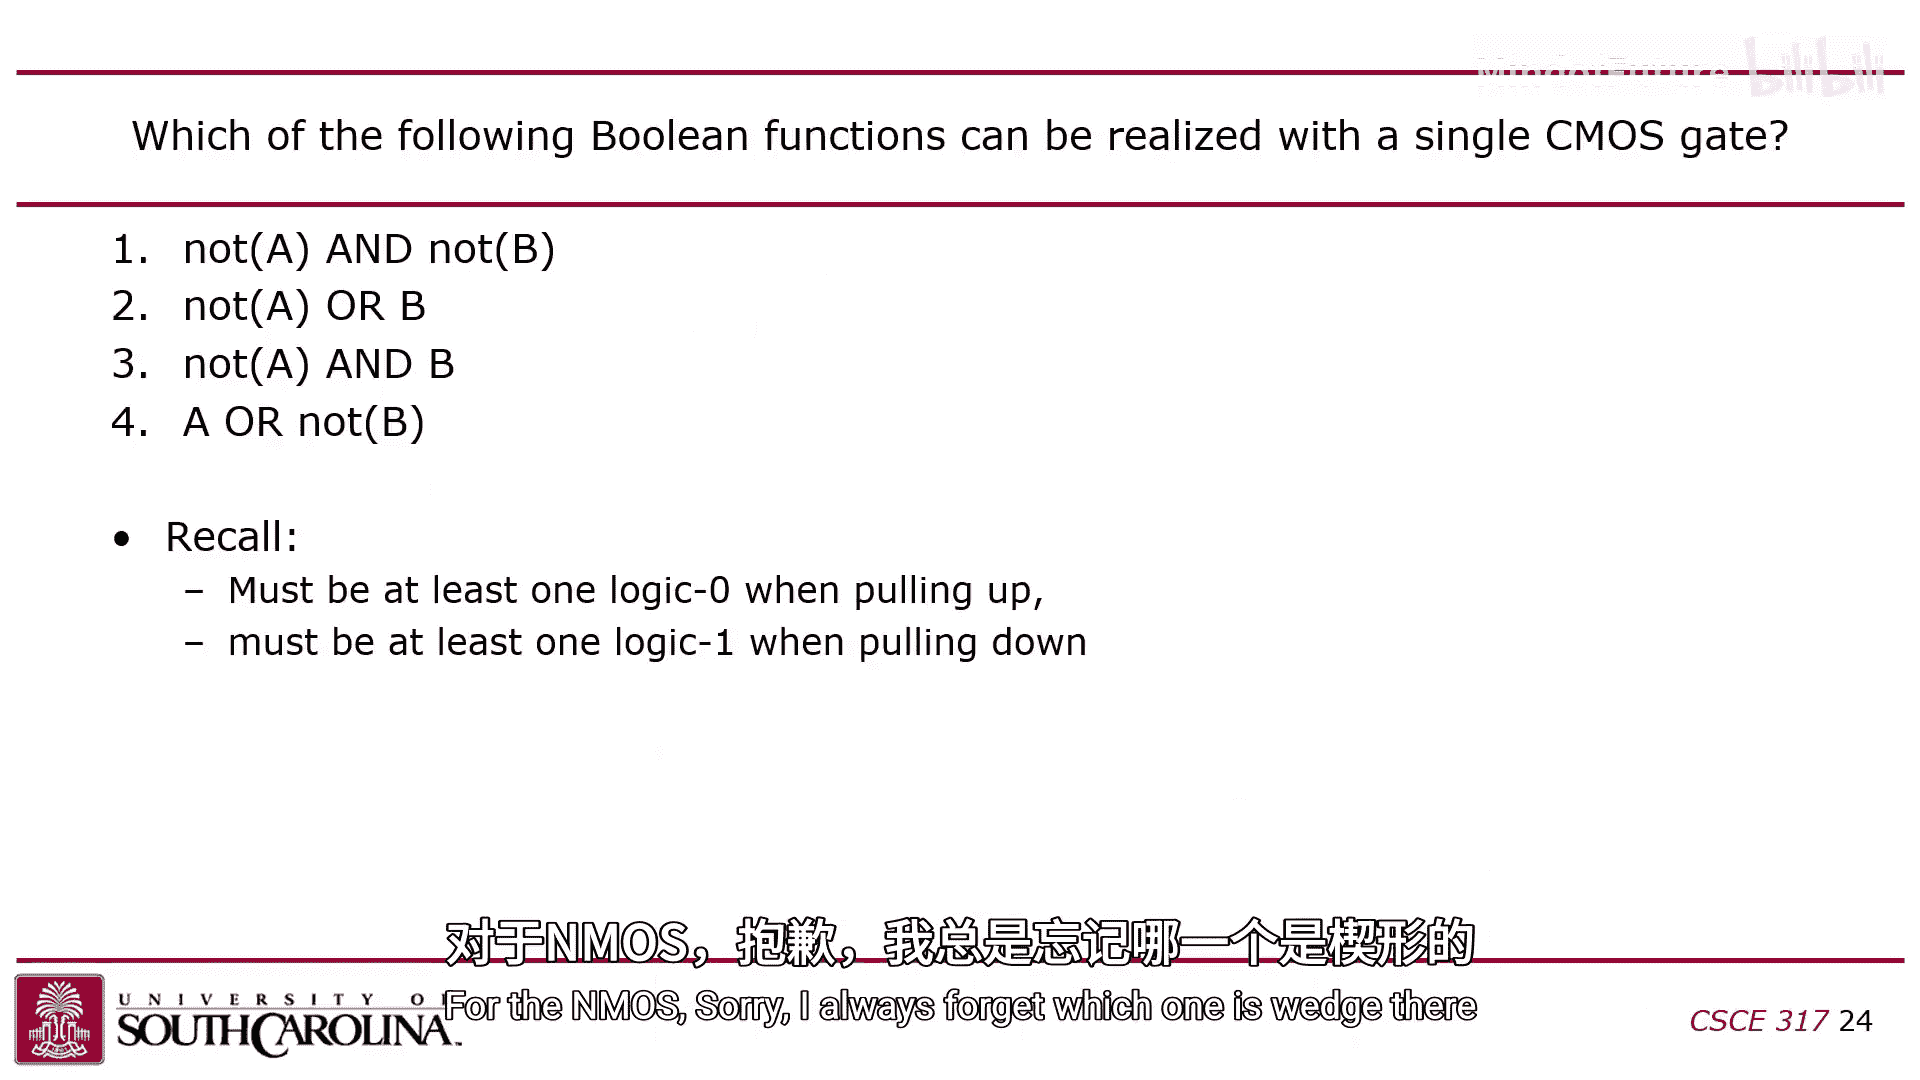 bilibili
Which of the following Boolean functions can be realized with a single CMOS gate?
1. not(A) AND not(B)
2. not(A) OR B
3. not(A) AND B
4. A OR not(B)
• Recall:
– Must be at least one logic-0 when pulling up,
– must be at least one logic-1 when pulling down
对于NMOS，抱歉，我总是忘记哪一个是楔形的
For the NMOS, Sorry, I always forget which one is wedge there
UNIVERSITY OF
SOUTH CAROLINA
CSCE 317 24